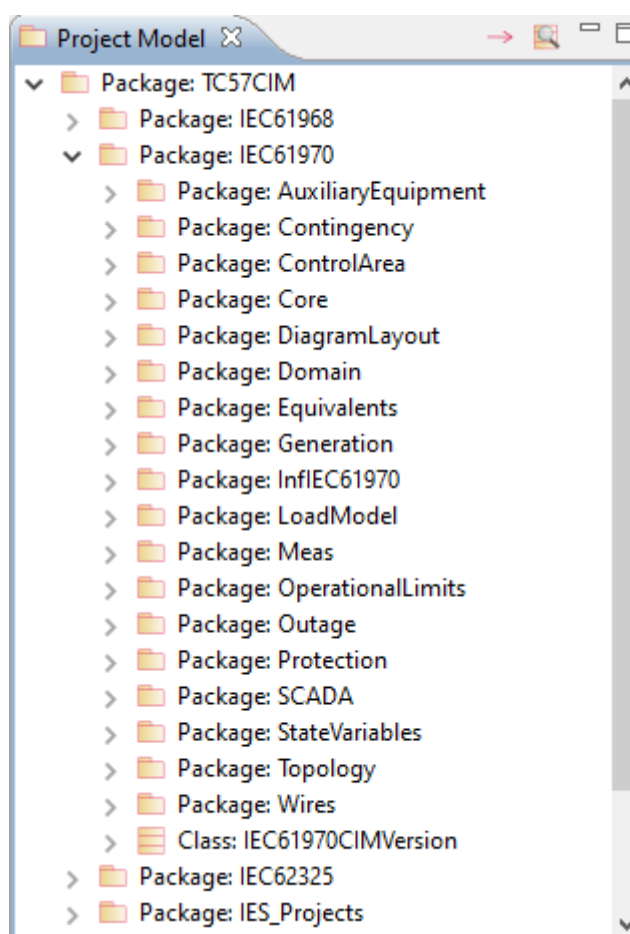 Project Model
Package: TC57CIM
Package: IEC61968
Package: IEC61970
Package: AuxiliaryEquipment
Package: Contingency
Package: ControlArea
Package: Core
Package: DiagramLayout
Package: Domain
Package: Equivalents
Package: Generation
Package: InfIEC61970
Package: LoadModel
Package: Meas
Package: OperationalLimits
Package: Outage
Package: Protection
Package: SCADA
Package: StateVariables
Package: Topology
Package: Wires
Class: IEC61970CIMVersion
Package: IEC62325
Package: IES_Projects